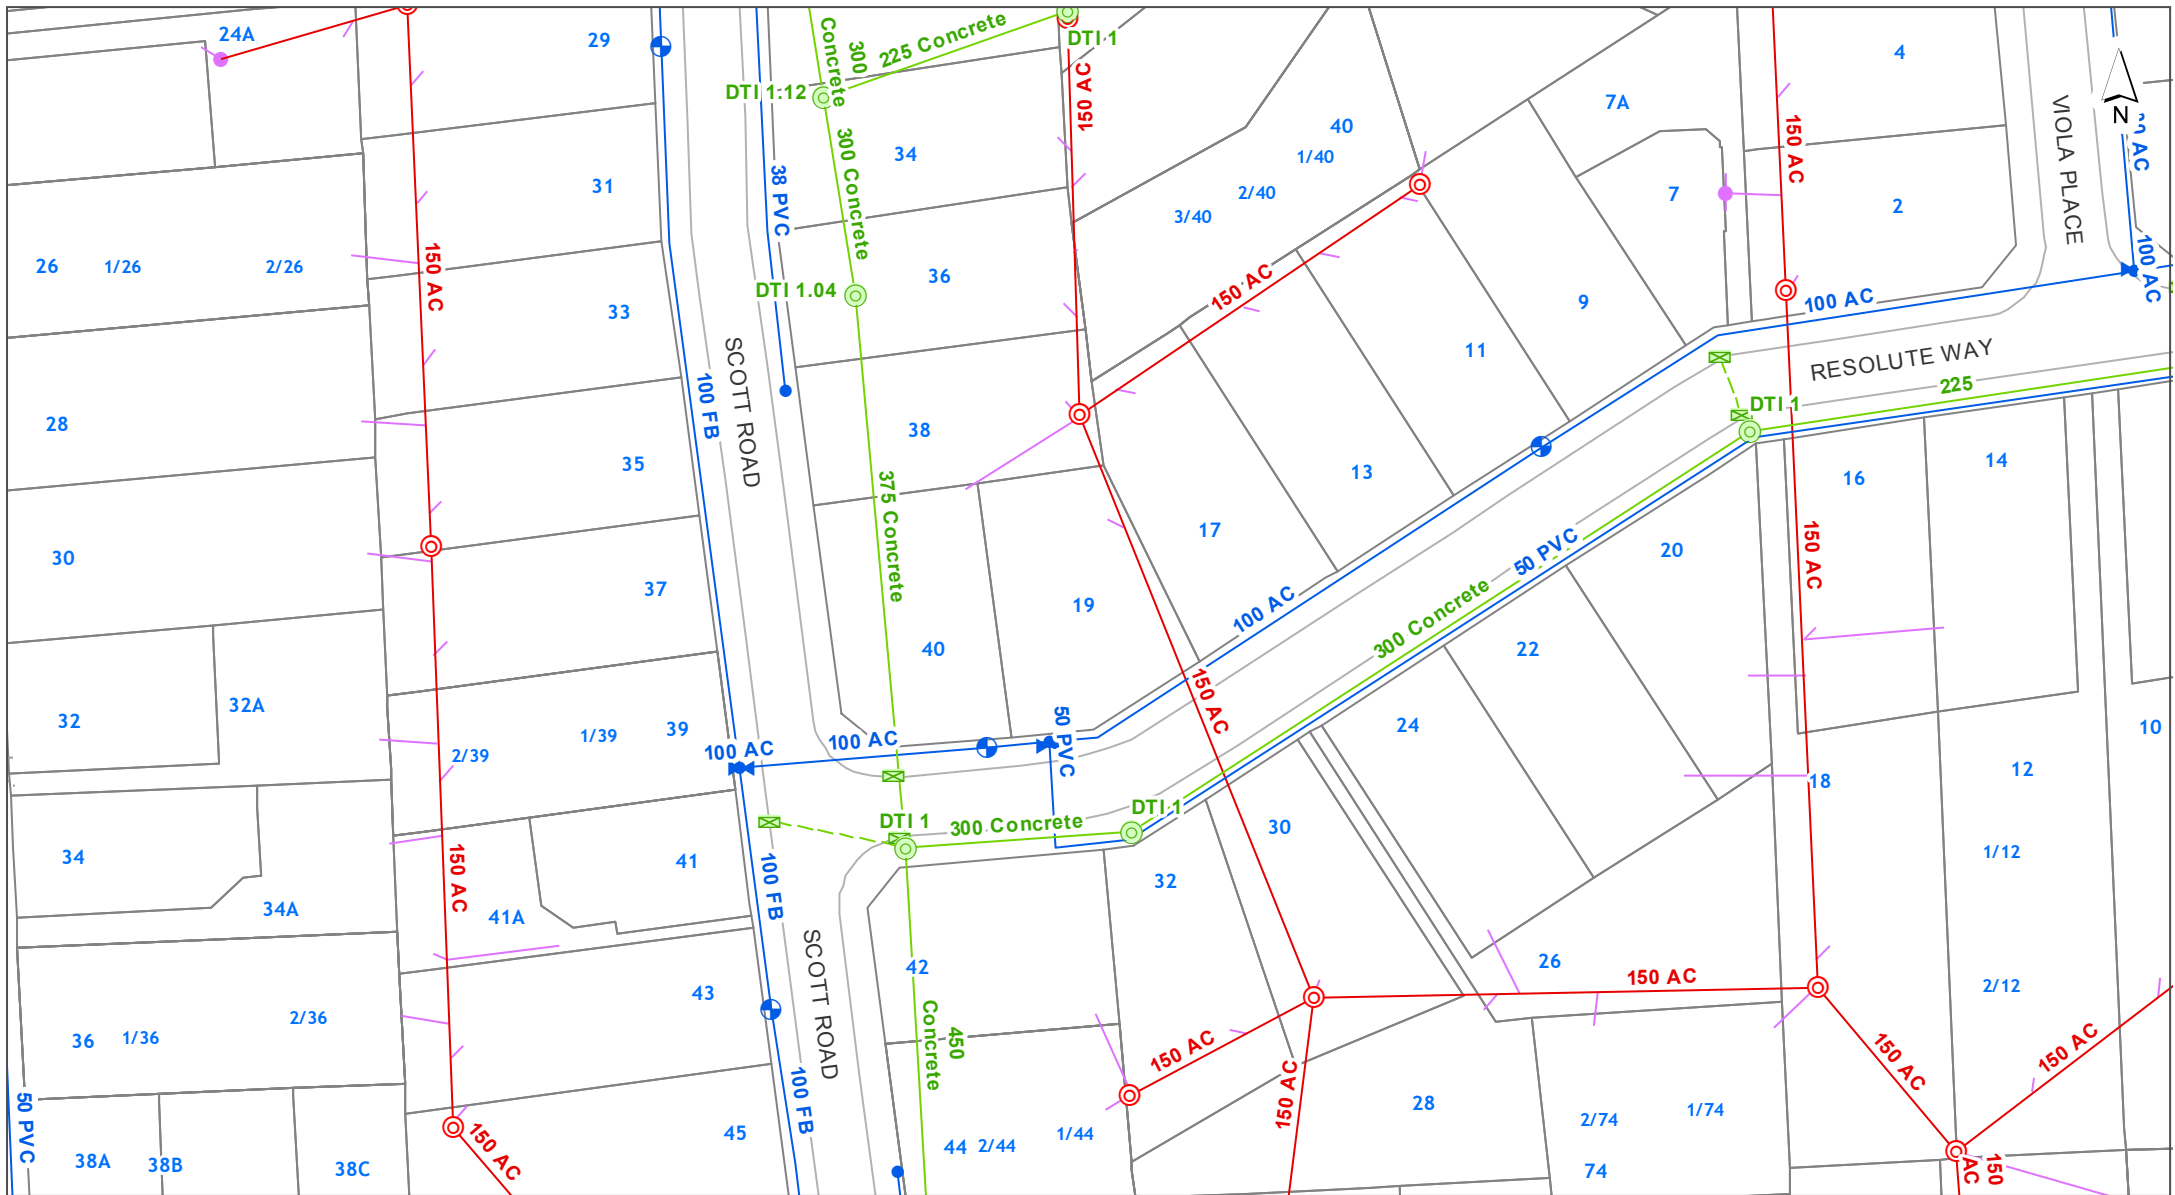 24A
29
Concrete
300
225 Concrete
DTI 1
4
7A
DTI 1:12
150 AC
40
1/40
150 AC
VIOLA PLACE
N
AC
300 Concrete
34
31
38 PVC
2/40
3/40
7
2
26
1/26
2/26
150 AC
36
DTI 1.04
150 AC
9
100 AC
100 AC
33
SCOTT ROAD
11
RESOLUTE WAY
225
DTI 1
28
100 FB
38
35
13
16
14
375 Concrete
17
50 PVC
20
150 AC
30
37
19
100 AC
300 Concrete
40
22
32
32A
1/39
39
2/39
100 AC
100 AC
50 PVC
150 AC
24
10
12
18
DTI 1
DTI 1
300 Concrete
30
34
34A
150 AC
41
41A
100 FB
32
1/12
SCOTT ROAD
42
26
150 AC
2/12
43
36
1/36
2/36
450
Concrete
150 AC
150 AC
150 AC
150 AC
50 PVC
100 FB
28
2/74
1/74
38A
38B
38C
150 AC
45
44
2/44
1/44
74
150
AC